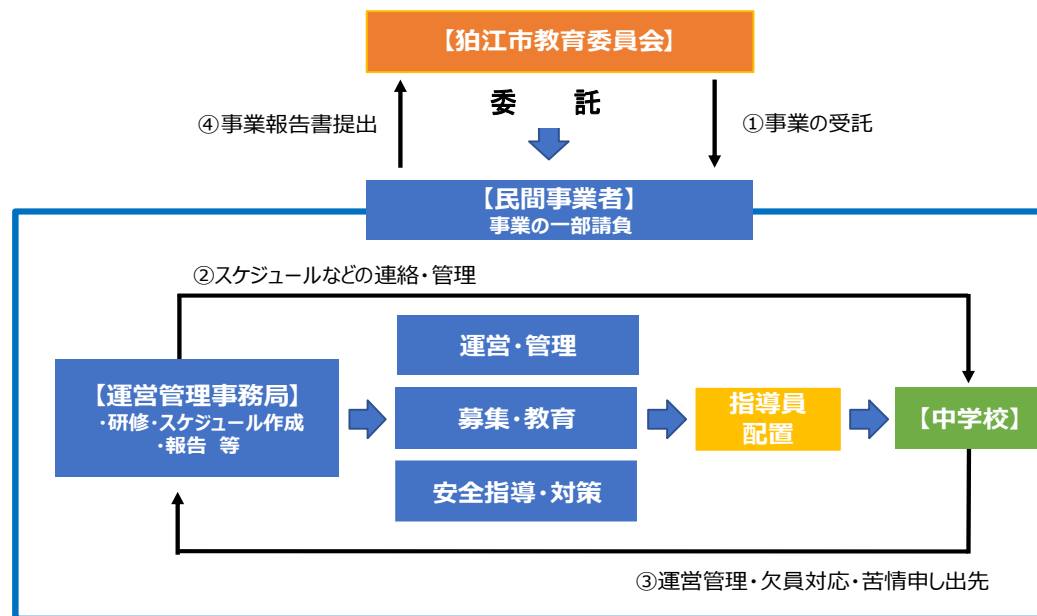 【狛江市教育委員会】
委 託
④事業報告書提出
①事業の受託
【民間事業者】
事業の一部請負
②スケジュールなどの連絡・管理
運営・管理
【運営管理事務局】
・研修・スケジュール作成
・報告 等
募集・教育
指導員
配置
【中学校】
安全指導・対策
③運営管理・欠員対応・苦情申し出先